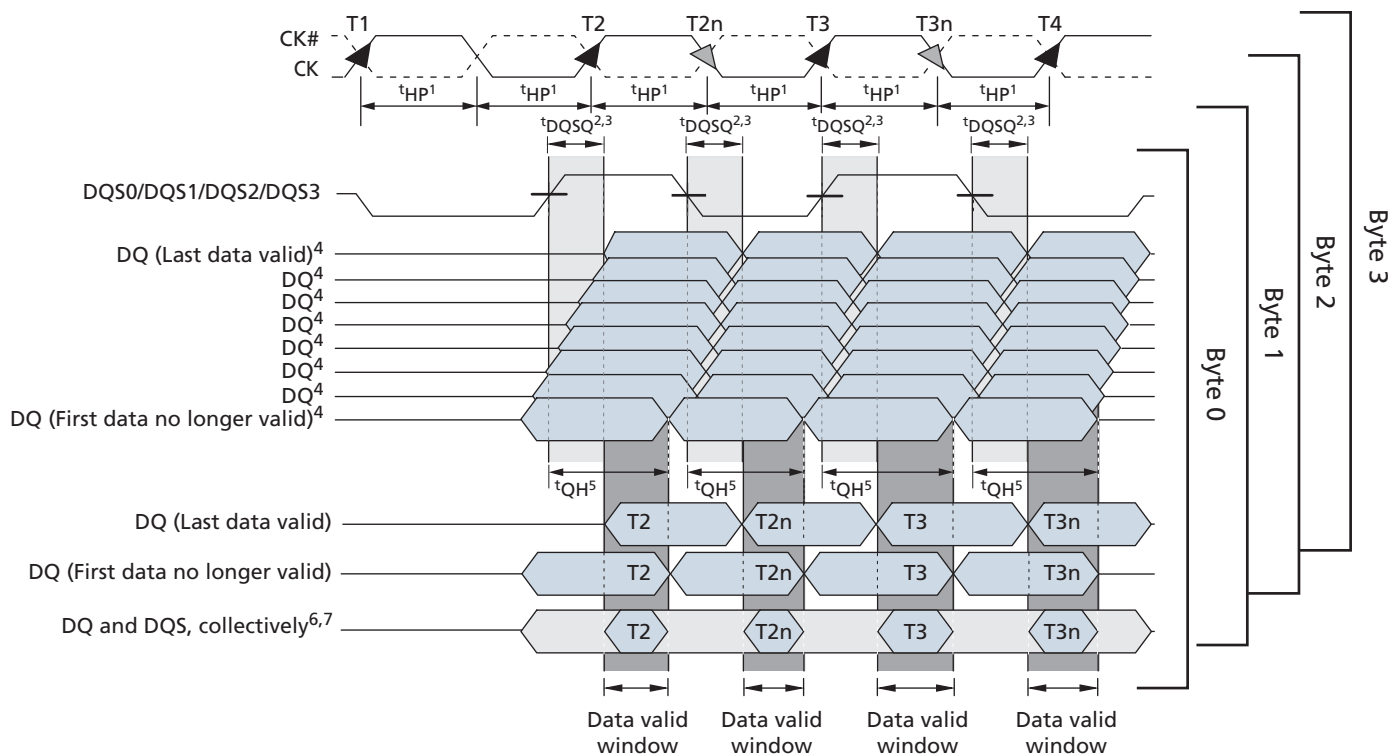 T1 T2 T2n T3 T3n T4
CK#
CK
tHP1 tHP1 tHP1 tHP1 tHP1 tHP1
tDQSQ2,3 tDQSQ2,3 tDQSQ2,3 tDQSQ2,3
DQS0/DQS1/DQS2/DQS3
DQ (Last data valid)4
DQ4
DQ4
DQ4
DQ4
DQ4
DQ4
DQ (First data no longer valid)4
tQH5 tQH5 tQH5 tQH5
DQ (Last data valid) T2 T2n T3 T3n
DQ (First data no longer valid) T2 T2n T3 T3n
DQ and DQS, collectively6,7 T2 T2n T3 T3n
Data valid window
Data valid window
Data valid window
Data valid window
Byte 0
Byte 1
Byte 2
Byte 3